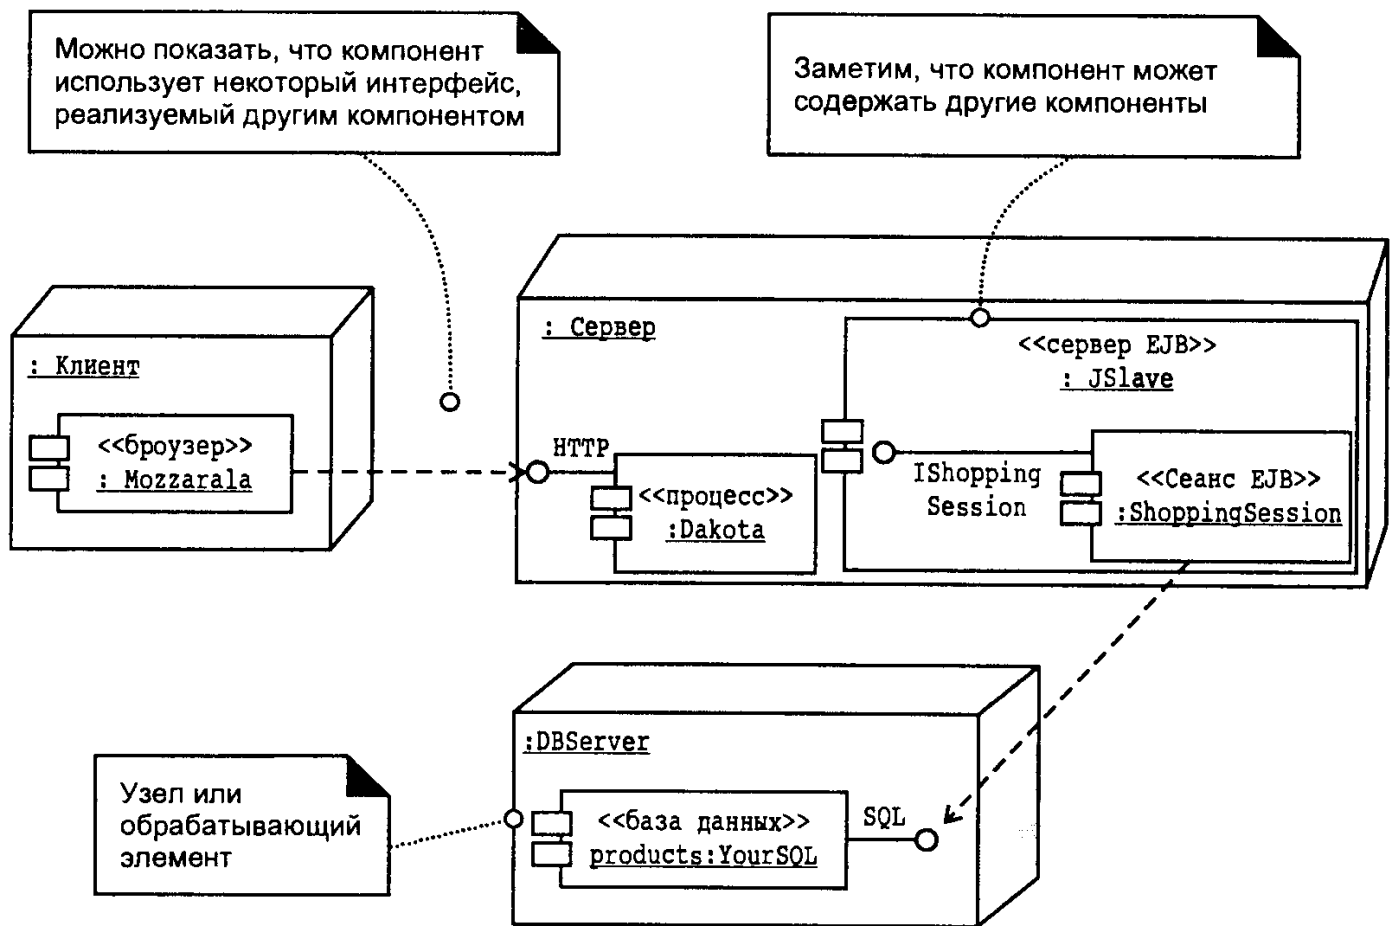 Можно показать, что компонент
использует некоторый интерфейс,
реализуемый другим компонентом
Заметим, что компонент может
содержать другие компоненты
: Клиент
<<броузер>>
: Mozzarala
: Сервер
HTTP
<<процесс>>
:Dakota
<<сервер EJB>>
: JSlave
IShopping
Session
<<Сеанс EJB>>
:ShoppingSession
:DBServer
<<база данных>>
products:YourSQL
SQL
Узел или
обрабатывающий
элемент